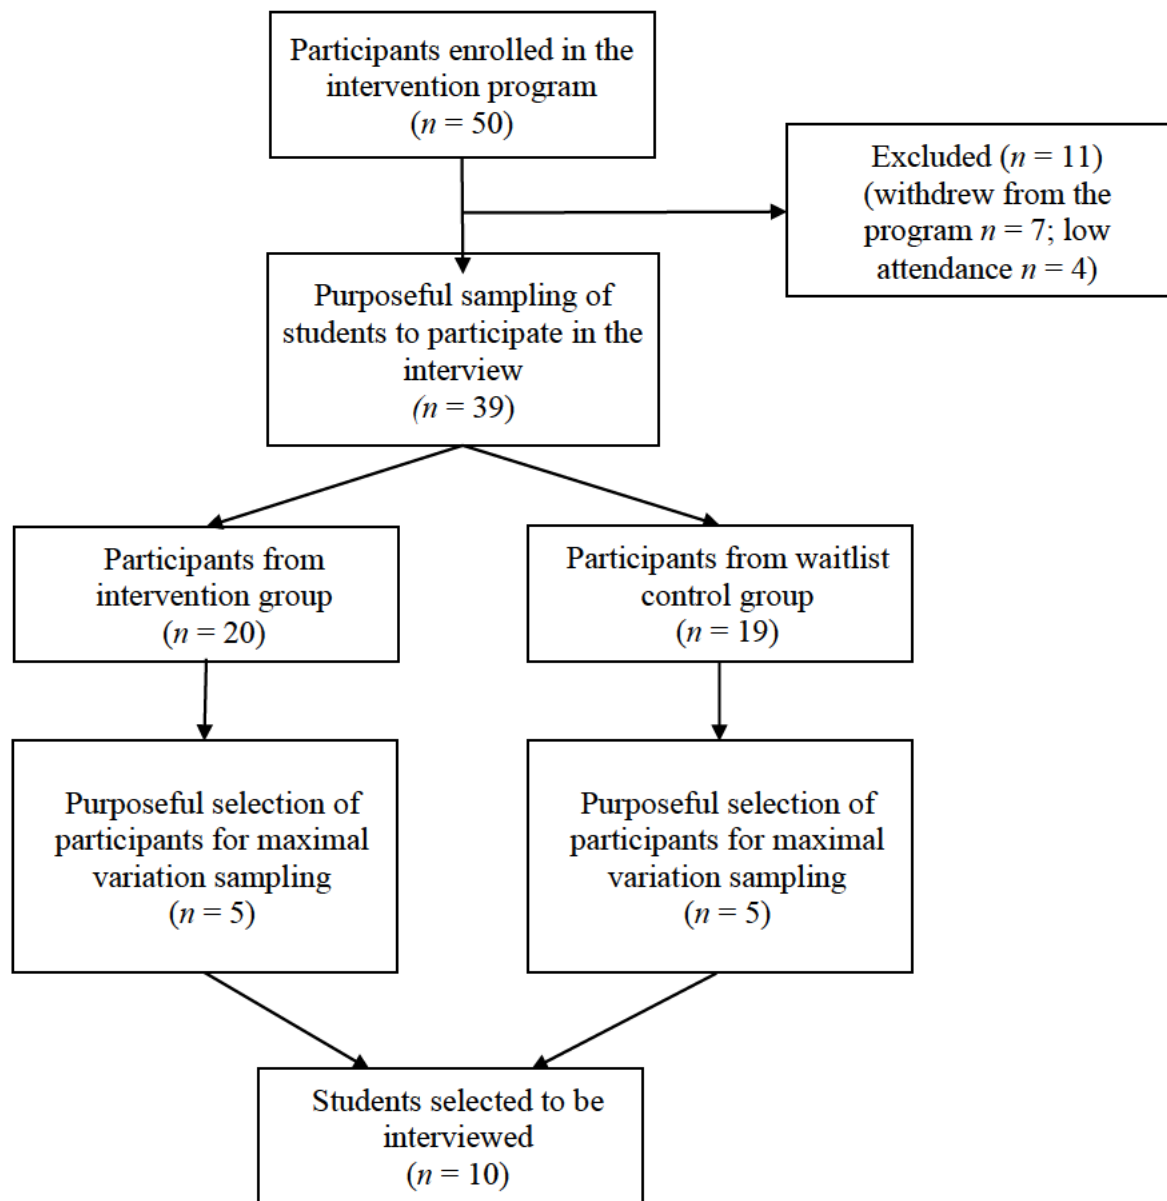 Participants enrolled in the
intervention program
(n = 50)
Excluded (n = 11)
(withdrew from the
program n = 7; low
attendance n = 4)
Purposeful sampling of
students to participate in the
interview
(n = 39)
Participants from
intervention group
(n = 20)
Participants from waitlist
control group
(n = 19)
Purposeful selection of
participants for maximal
variation sampling
(n = 5)
Purposeful selection of
participants for maximal
variation sampling
(n = 5)
Students selected to be
interviewed
(n = 10)